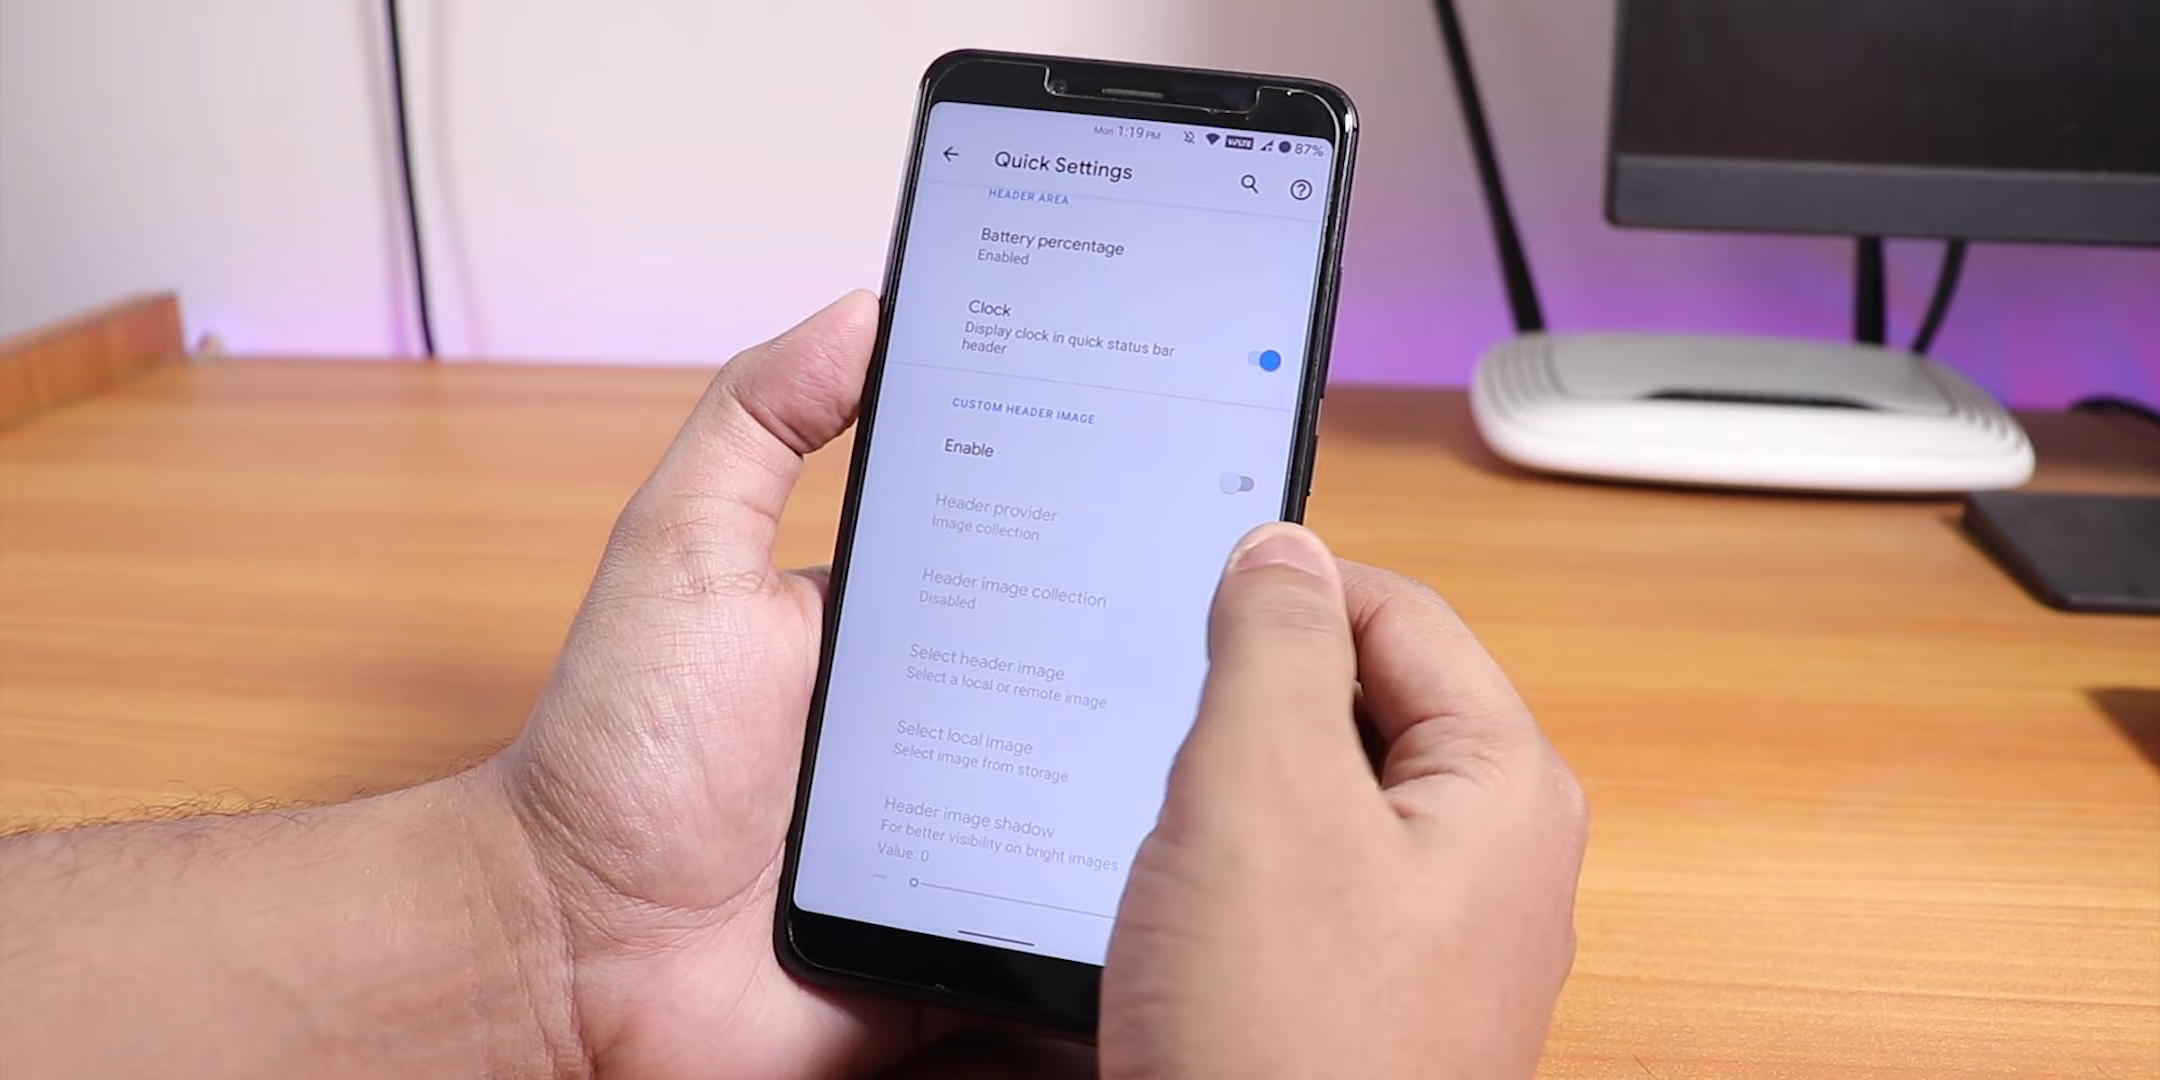 Mon 1:19 PM VoLTE 87%
Quick Settings
HEADER AREA
Battery percentage
Enabled
Clock
Display clock in quick status bar
header
CUSTOM HEADER IMAGE
Enable
Header provider
Image collection
Header image collection
Disabled
Select header image
Select a local or remote image
Select local image
Select image from storage
Header image shadow
For better visibility on bright images
Value: 0